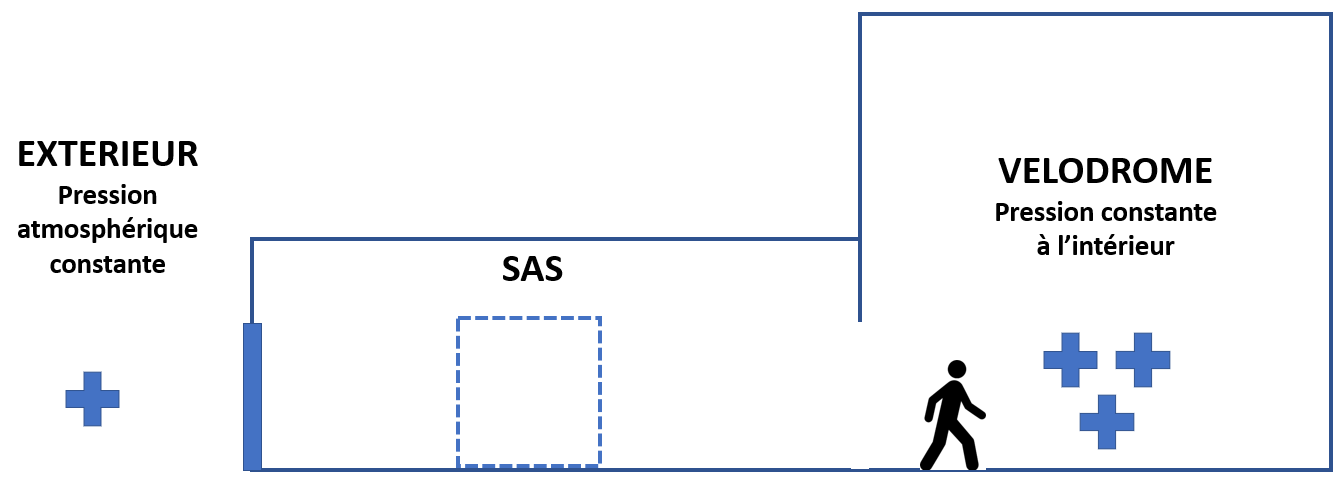 EXTERIEUR
Pression
atmosphérique
constante
SAS
VELODROME
Pression constante
à l’intérieur